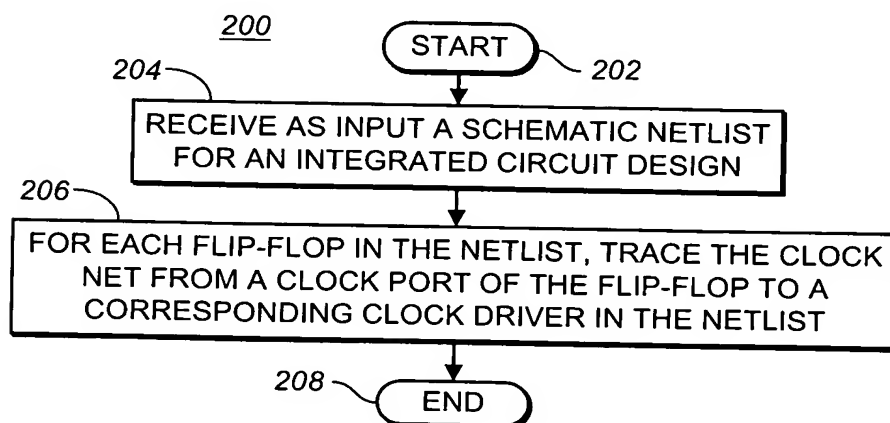 200
START
202
204
RECEIVE AS INPUT A SCHEMATIC NETLIST
FOR AN INTEGRATED CIRCUIT DESIGN
206
FOR EACH FLIP-FLOP IN THE NETLIST, TRACE THE CLOCK
NET FROM A CLOCK PORT OF THE FLIP-FLOP TO A
CORRESPONDING CLOCK DRIVER IN THE NETLIST
208
END